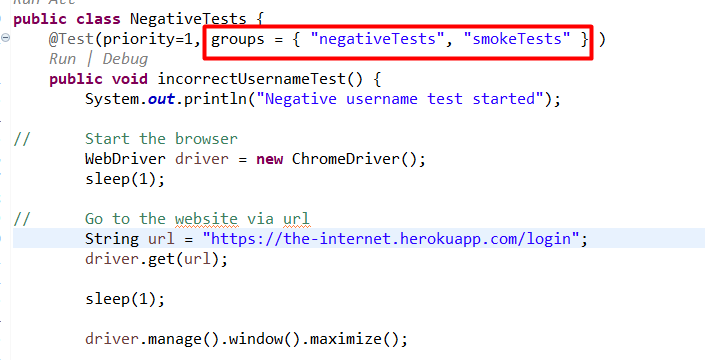 Run All
public class NegativeTests {
@Test(priority=1, groups = { "negativeTests", "smokeTests" } )
Run | Debug
public void incorrectUsernameTest() {
System.out.println("Negative username test started");
// Start the browser
WebDriver driver = new ChromeDriver();
sleep(1);
// Go to the website via url
String url = "https://the-internet.herokuapp.com/login";
driver.get(url);
sleep(1);
driver.manage().window().maximize();